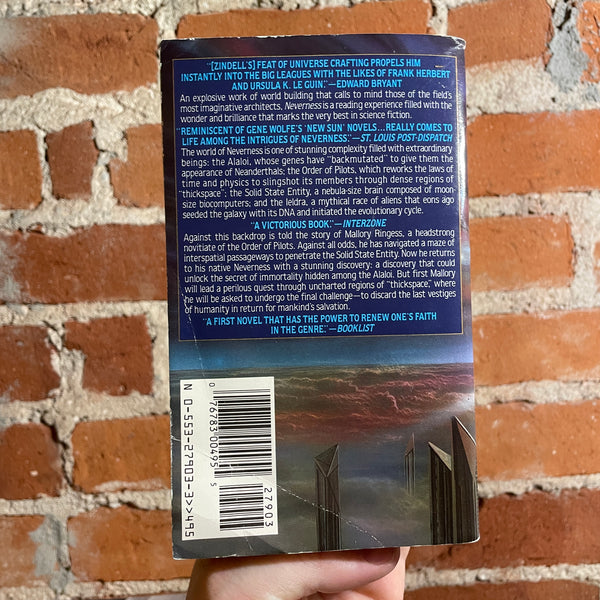 "[ZINDELL'S] FEAT OF UNIVERSE CRAFTING PROPELS HIM
INSTANTLY INTO THE BIG LEAGUES WITH THE LIKES OF FRANK HERBERT
AND URSULA K. LE GUIN."—EDWARD BRYANT
An explosive work of world building that calls to mind those of the field's
most imaginative architects, Neverness is a reading experience filled with the
wonder and brilliance that marks the very best in science fiction.
"REMINISCENT OF GENE WOLFE'S 'NEW SUN' NOVELS...REALLY COMES TO
LIFE AMONG THE INTRIGUES OF NEVERNESS."—ST. LOUIS POST-DISPATCH
The world of Neverness is one of stunning complexity filled with extraordinary
beings: the Alaloi, whose genes have "backmutated" to give them the
appearance of Neanderthals; the Order of Pilots, which reworks the laws of
time and physics to slingshot its members through dense regions of
"thickspace"; the Solid State Entity, a nebula-size brain composed of moon-
size biocomputers; and the Ieldra, a mythical race of aliens that eons ago
seeded the galaxy with its DNA and initiated the evolutionary cycle.
"A VICTORIOUS BOOK."—INTERZONE
Against this backdrop is told the story of Mallory Ringess, a headstrong
novitiate of the Order of Pilots. Against all odds, he has navigated a maze of
interspatial passageways to penetrate the Solid State Entity. Now he returns
to his native Neverness with a stunning discovery: a discovery that could
unlock the secret of immortality hidden among the Alaloi. But first Mallory
will lead a perilous quest through uncharted regions of "thickspace," where
he will be asked to undergo the final challenge—to discard the last vestiges
of humanity in return for mankind's salvation.
"A FIRST NOVEL THAT HAS THE POWER TO RENEW ONE'S FAITH
IN THE GENRE."—BOOKLIST
0 76783 00495 5
27903
N 0-553-27903-3>>495